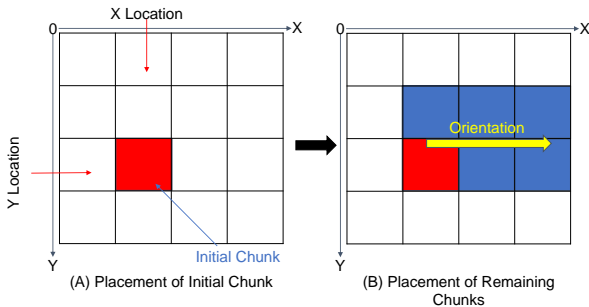 X Location
0
X
0
X
Orientation
Y Location
Initial Chunk
Y
Y
(A) Placement of Initial Chunk
(B) Placement of Remaining
Chunks